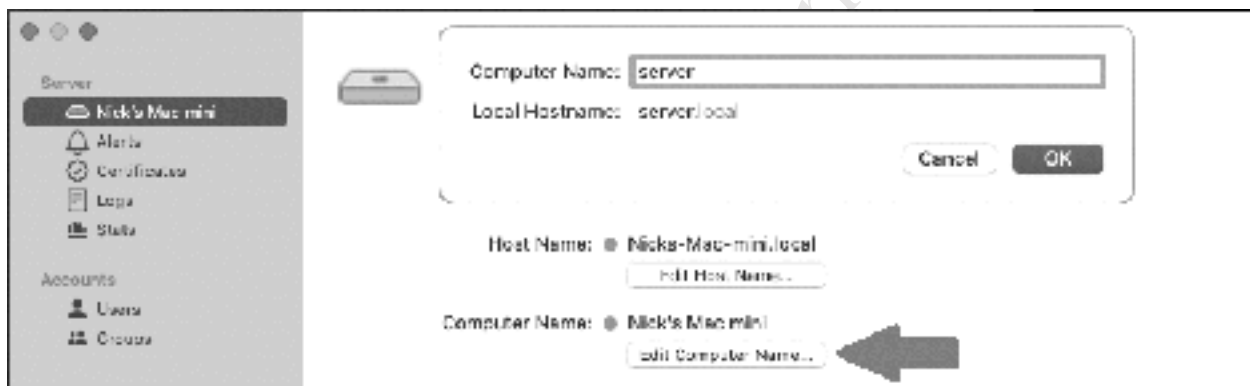 Server
Nick's Mac mini
Alerts
Certificates
Logs
Stats
Accounts
Users
Groups
Computer Name: server
Local Hostname: server.local
Cancel
OK
Host Name: Nicks-Mac-mini.local
Edit Host Name...
Computer Name: Nick's Mac mini
Edit Computer Name...